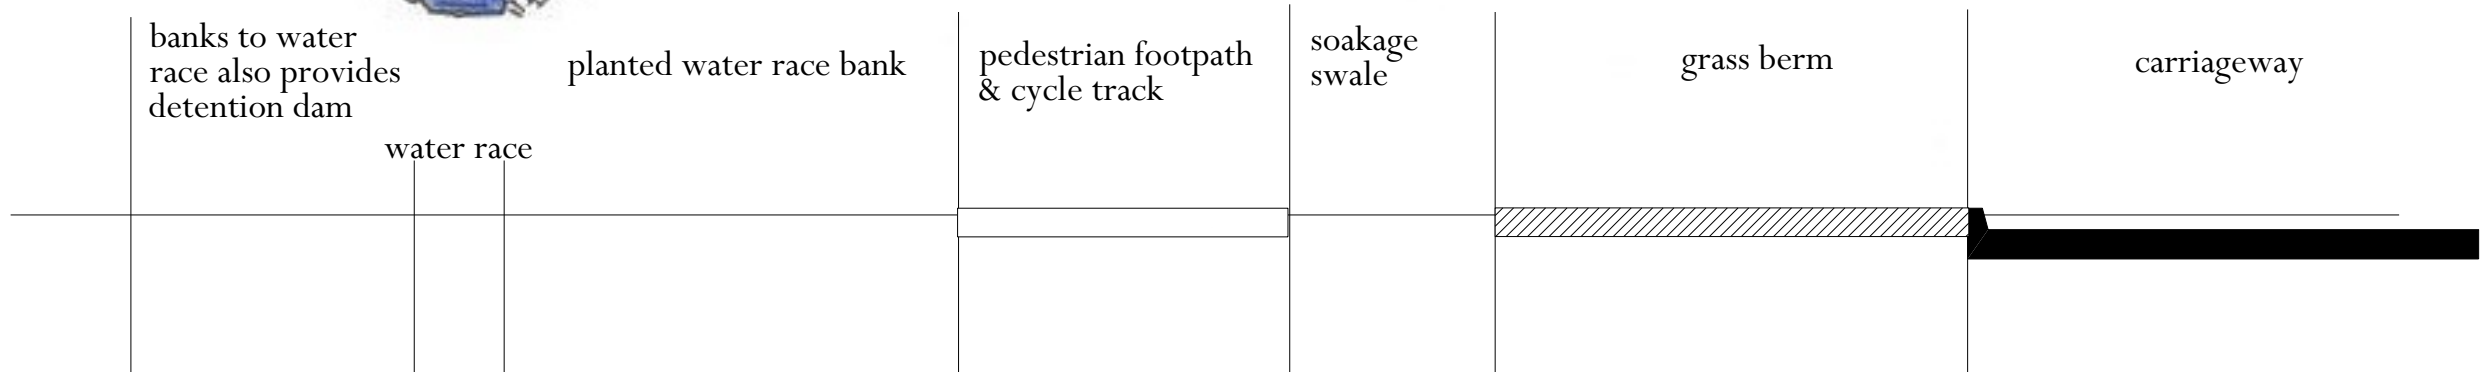 banks to water
race also provides
detention dam
water race
planted water race bank
pedestrian footpath
& cycle track
soakage
swale
grass berm
carriageway